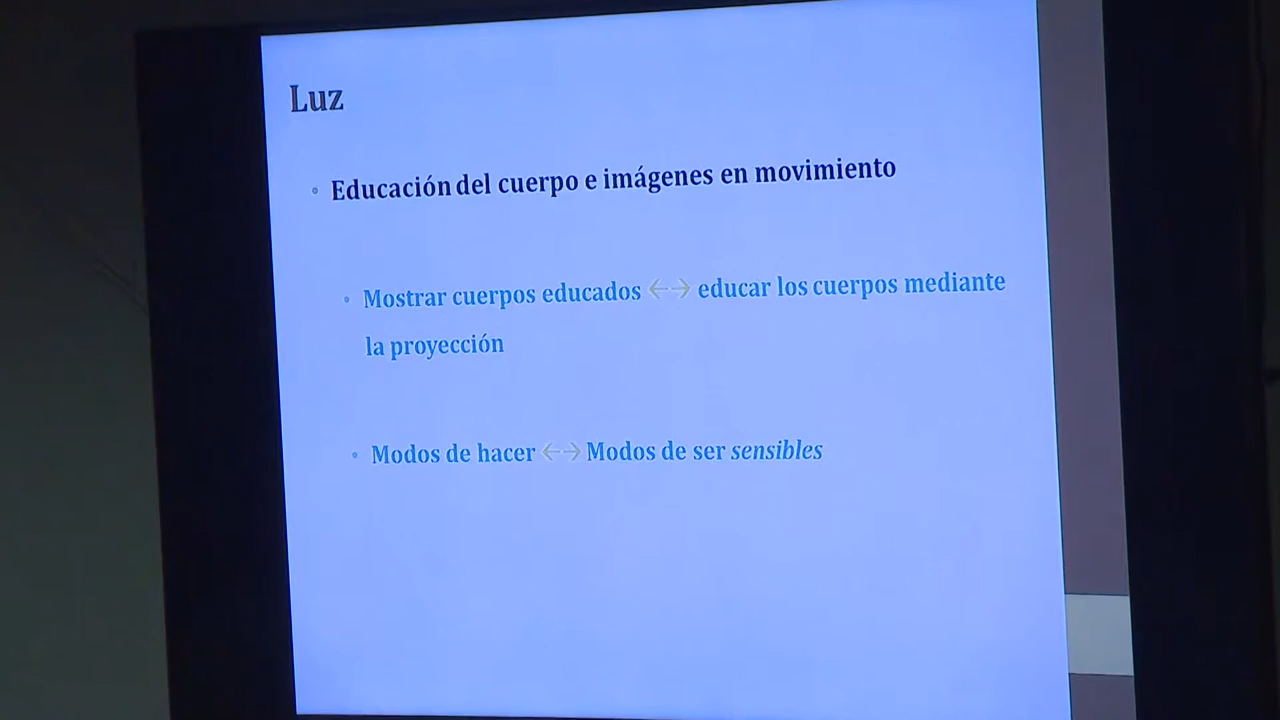 Luz
◦ Educación del cuerpo e imágenes en movimiento
◦ Mostrar cuerpos educados ←→ educar los cuerpos mediante
la proyección
◦ Modos de hacer ←→ Modos de ser sensibles